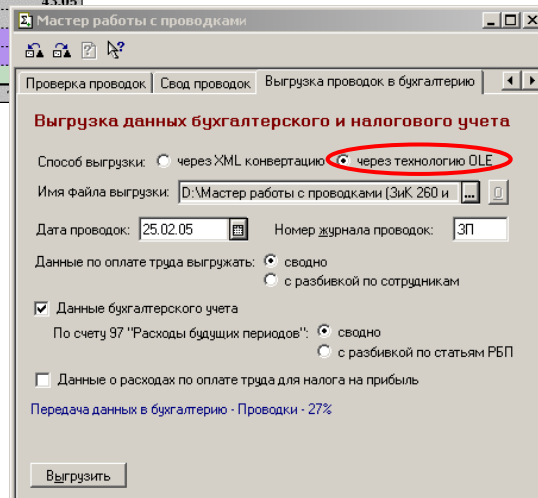 43.05
Мастер работы с проводками
Проверка проводок Свод проводок Выгрузка проводок в бухгалтерию
Выгрузка данных бухгалтерского и налогового учета
Способ выгрузки: через XML конвертацию через технологию OLE
Имя файла выгрузки: D:\Мастер работы с проводками (ЗиК 260 и ...
Дата проводок: 25.02.05 Номер журнала проводок: ЗП
Данные по оплате труда выгружать: сводно
с разбивкой по сотрудникам
Данные бухгалтерского учета
По счету 97 "Расходы будущих периодов": сводно
с разбивкой по статьям РБП
Данные о расходах по оплате труда для налога на прибыль
Передача данных в бухгалтерию - Проводки - 27%
Выгрузить